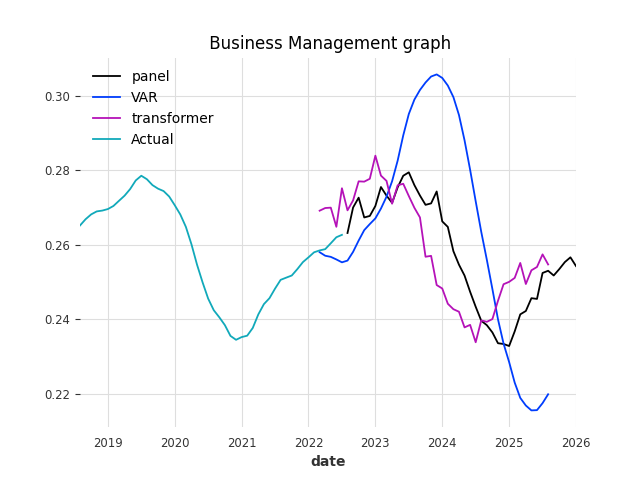 Business Management graph
panel
VAR
transformer
Actual
0.30
0.28
0.26
0.24
0.22
2019 2020 2021 2022 2023 2024 2025 2026
date